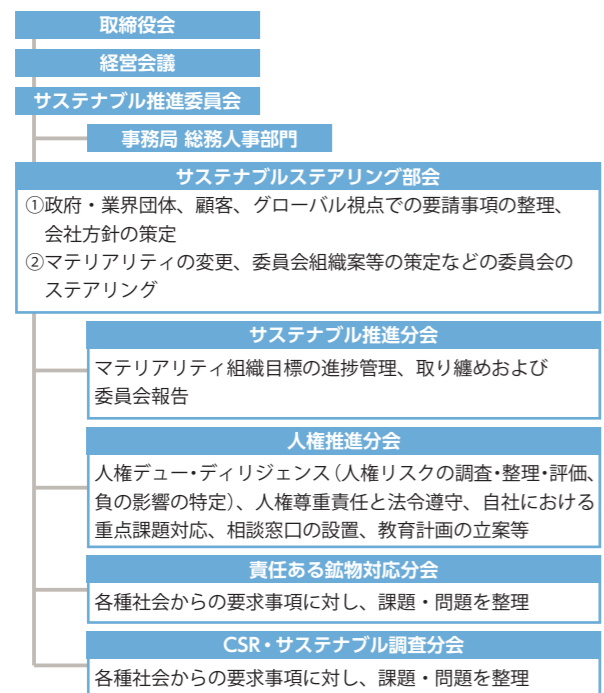 取締役会
経営会議
サステナブル推進委員会
事務局 総務人事部門
サステナブルステアリング部会
①政府・業界団体、顧客、グローバル視点での要請事項の整理、
会社方針の策定
②マテリアリティの変更、委員会組織案等の策定などの委員会の
ステアリング
サステナブル推進分会
マテリアリティ組織目標の進捗管理、取り纏めおよび
委員会報告
人権推進分会
人権デュー・ディリジェンス（人権リスクの調査・整理・評価、
負の影響の特定）、人権尊重責任と法令遵守、自社における
重点課題対応、相談窓口の設置、教育計画の立案等
責任ある鉱物対応分会
各種社会からの要求事項に対し、課題・問題を整理
CSR・サステナブル調査分会
各種社会からの要求事項に対し、課題・問題を整理